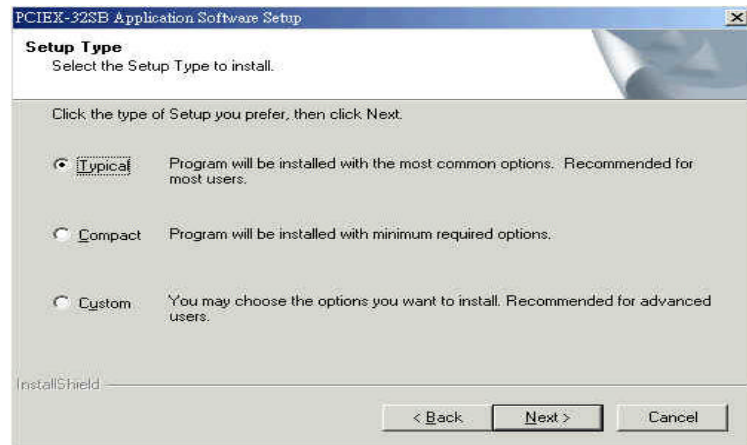 PCIEX-32SB Application Software Setup
Setup Type
Select the Setup Type to install.
Click the type of Setup you prefer, then click Next.
Typical
Program will be installed with the most common options. Recommended for
most users.
Compact
Program will be installed with minimum required options.
Custom
You may choose the options you want to install. Recommended for advanced
users.
InstallShield
< Back
Next >
Cancel